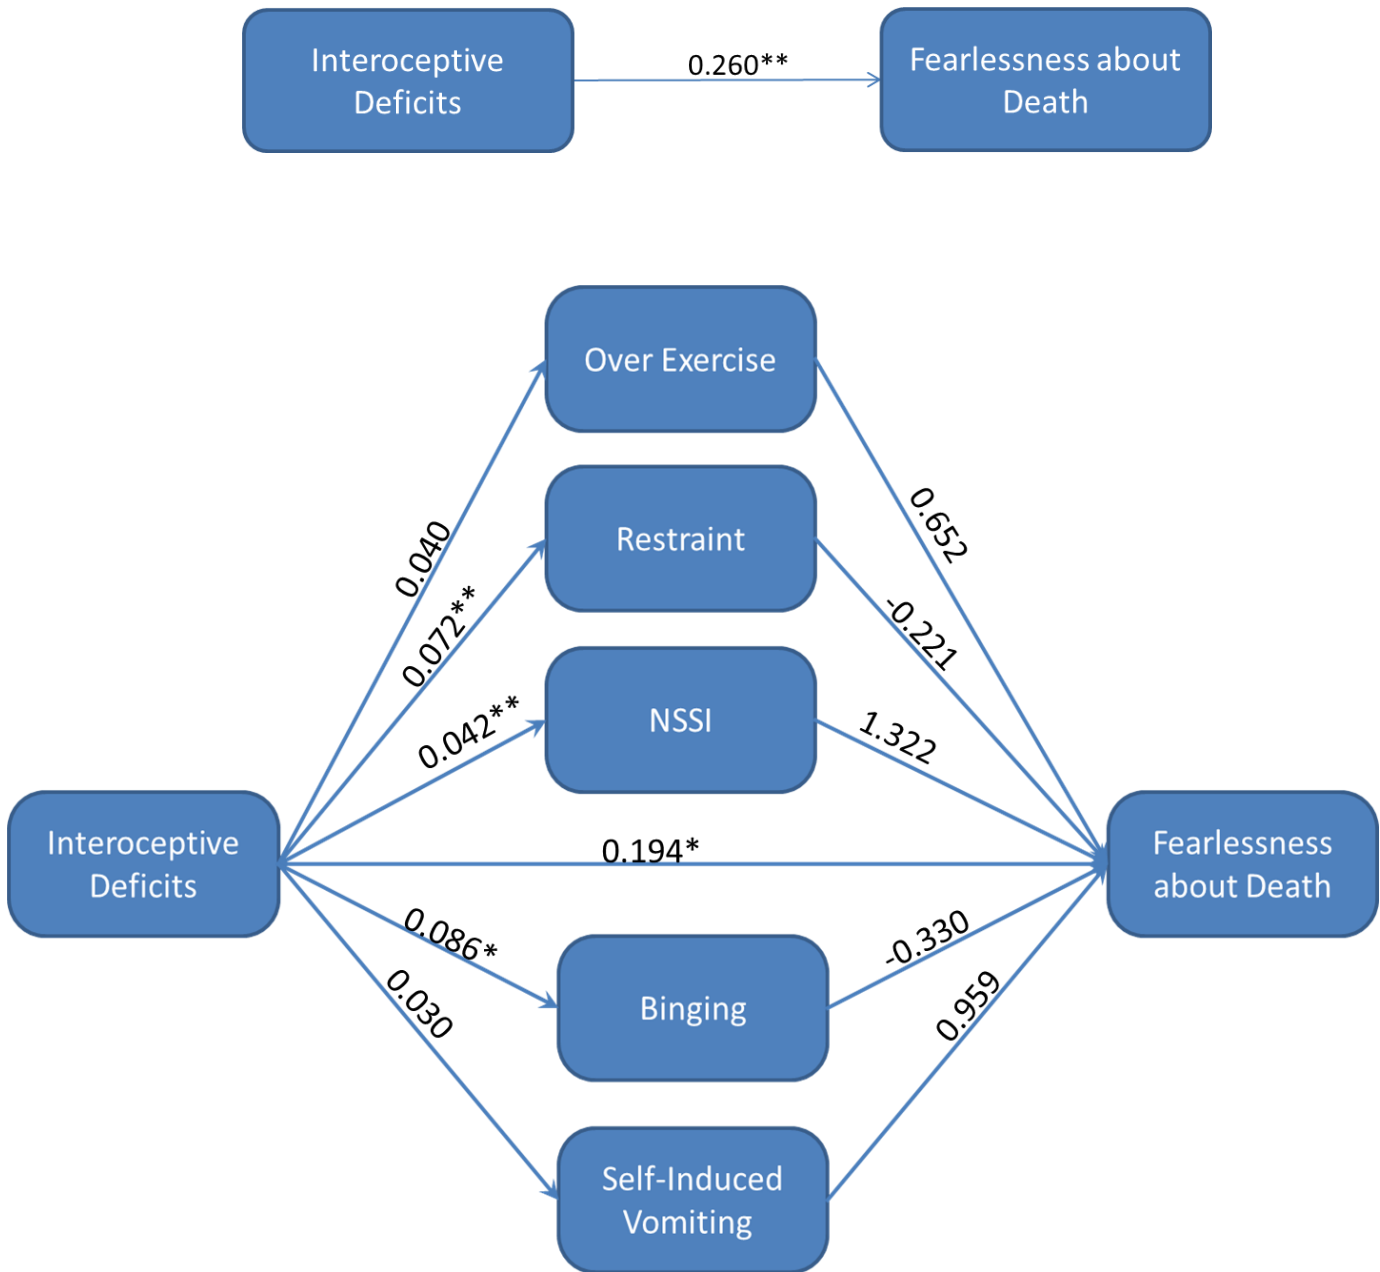 Interoceptive
Deficits
0.260**
Fearlessness about
Death
Over Exercise
0.040
0.652
Restraint
0.072**
-0.221
NSSI
0.042**
1.322
Interoceptive
Deficits
0.194*
Fearlessness
about Death
0.086*
-0.330
Binging
0.030
0.959
Self-Induced
Vomiting